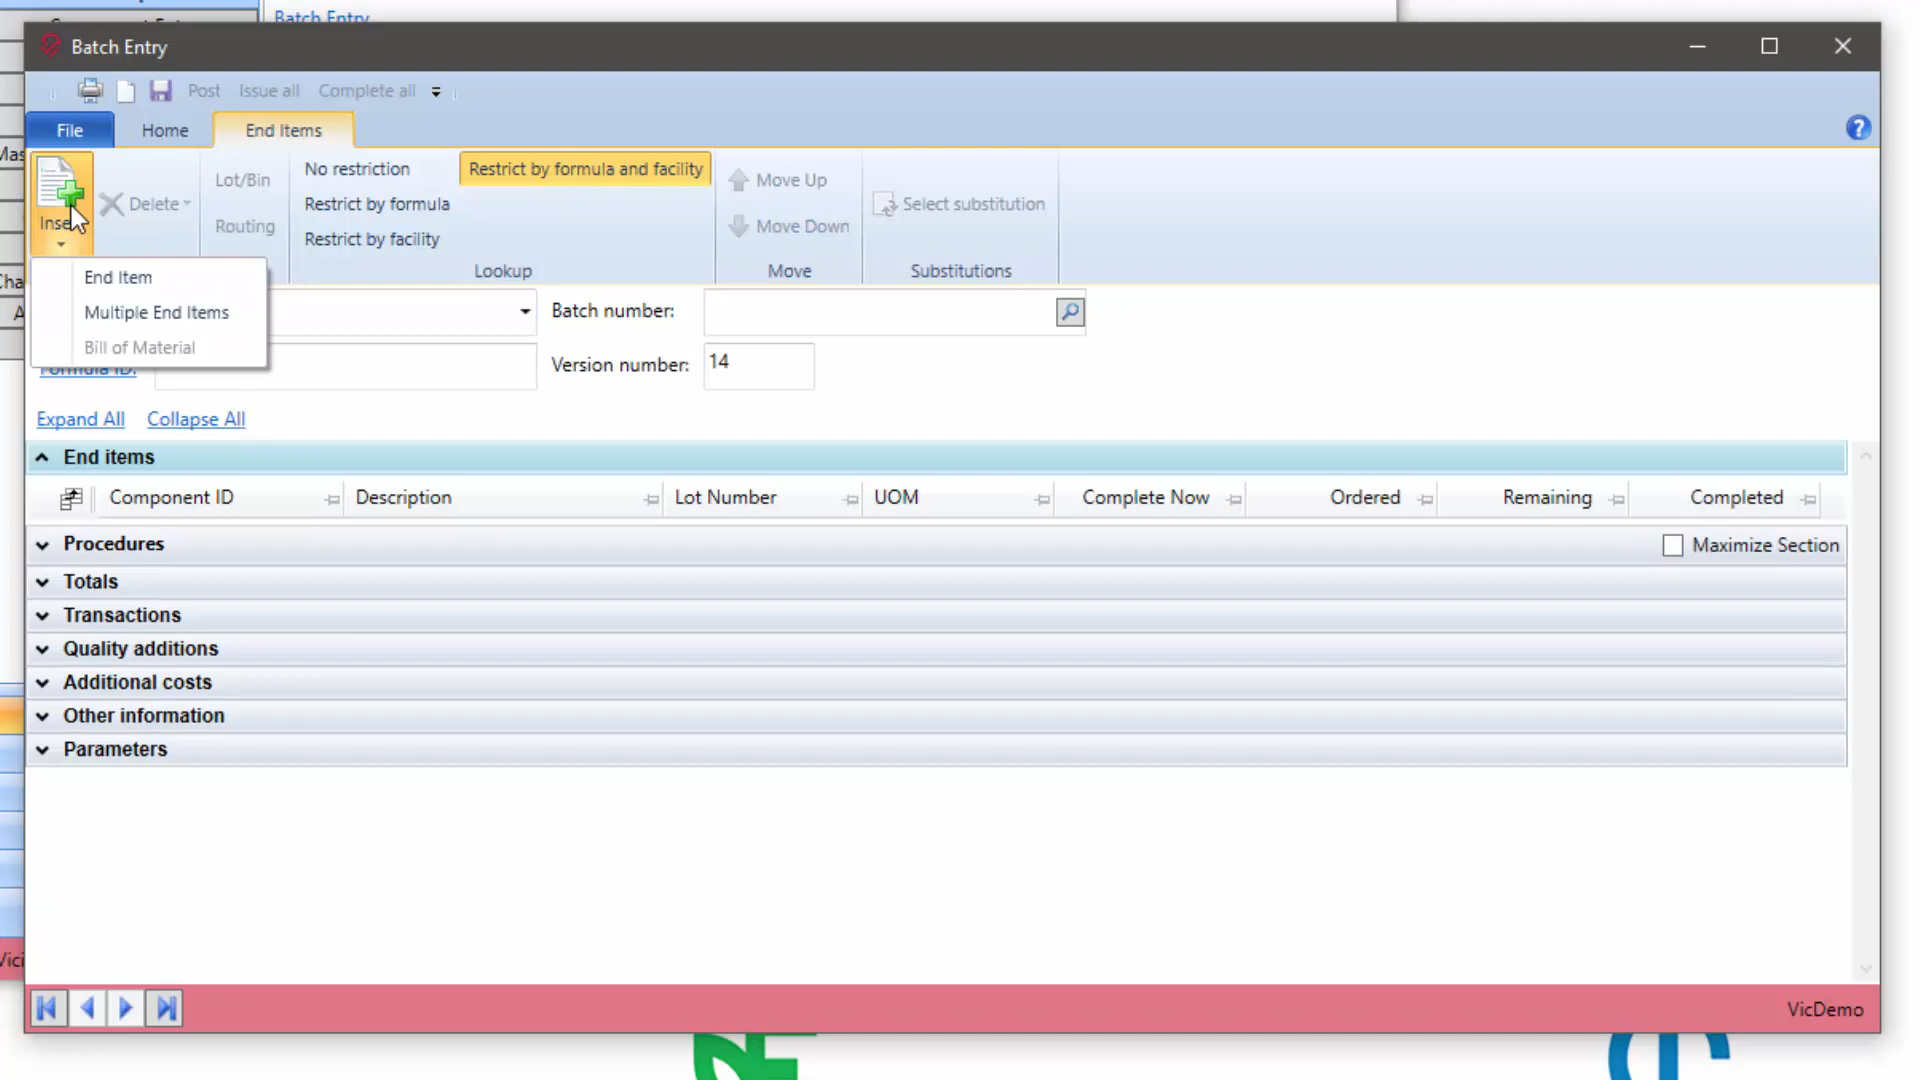 Batch Entry
Batch Entry
Post Issue all Complete all
File Home End Items
Delete
Lot/Bin
Routing
No restriction
Restrict by formula
Restrict by facility
Restrict by formula and facility
Lookup
Move Up
Move Down
Move
Select substitution
Substitutions
End Item
Multiple End Items
Bill of Material
Batch number:
Formula ID:
Version number: 14
Expand All Collapse All
End items
Component ID Description Lot Number UOM Complete Now Ordered Remaining Completed
Procedures Maximize Section
Totals
Transactions
Quality additions
Additional costs
Other information
Parameters
VicDemo